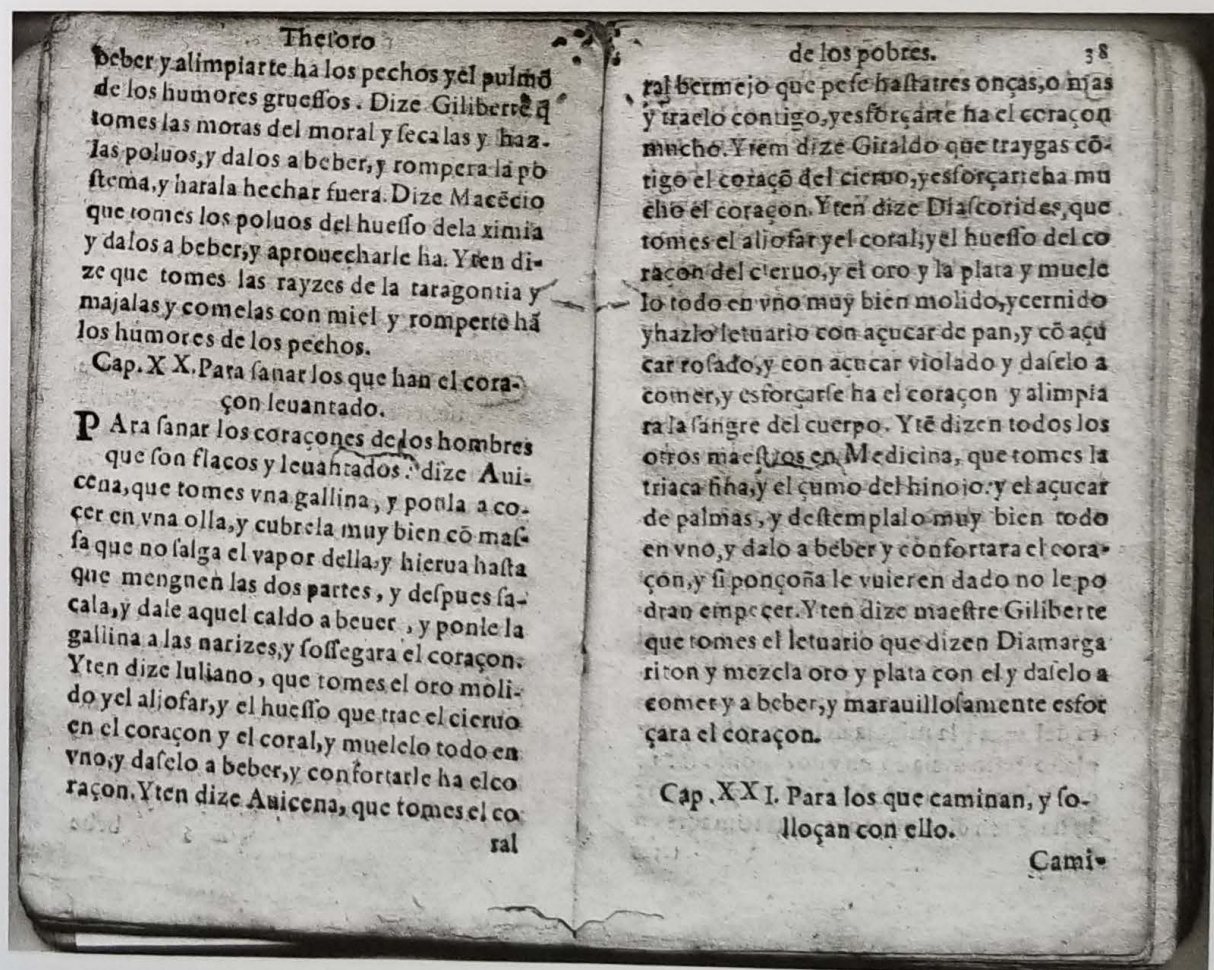 Thesoro
beber y alimpiarte ha los pechos yel pulmō
de los humores gruessos. Dize Giliberte q̄
tomes las moras del moral y seca las y haz-
las poluos, y dalos a beber, y rompera la po
stema, y harala hechar fuera. Dize Macēcio
que tomes los poluos del huesso dela ximia
y dalos a beber, y aprouecharle ha. Yten di-
ze que tomes las rayzes de la taragontia y
majalas y comelas con miel y romperte hā
los humores de los pechos.
Cap. X X. Para sanar los que han el cora-
çon leuantado.
PAra sanar los coraçones de los hombres
que son flacos y leuantados: dize Aui-
cena, que tomes vna gallina, y ponla a co-
çer en vna olla, y cubrela muy bien cō mas-
sa que no salga el vapor della, y hierua hasta
que menguen las dos partes, y despues sa-
cala, y dale aquel caldo a beuer, y ponle la
gallina a las narizes, y sossegara el coraçon.
Yten dize Iuliano, que tomes el oro moli-
do yel aljofar, y el huesso que trae el cieruo
en el coraçon y el coral, y muelelo todo en
vno, y daselo a beber, y confortarle ha elco
raçon. Yten dize Auicena, que tomes el co
ral
de los pobres. 38
ral bermejo que pese hasta tres onças, o mas
y traelo contigo, yesforçarte ha el coraçon
mucho. Ytem dize Giraldo que traygas cō-
tigo el coraçō del cieruo, yesforçarteha mu
cho el coraçon. Yten dize Diascorides, que
tomes el aljofar yel coral, yel huesso del co
raçon del cieruo, y el oro y la plata y muele
lo todo en vno muy bien molido, ycernido
yhazlo letuario con açucar de pan, y cō açu
car rosado, y con açucar violado y daselo a
comer, y esforçarse ha el coraçon y alimpia
ra la sangre del cuerpo. Ytē dizen todos los
otros maestros en Medicina, que tomes la
triaca fina, y el çumo del hinojo: y el açucar
de palmas, y destemplalo muy bien todo
en vno, y dalo a beber y confortara el cora-
çon, y si ponçoña le vuieren dado no le po
dran empeçer. Yten dize maestre Giliberte
que tomes el letuario que dizen Diamarga
riton y mezcla oro y plata con el y daselo a
comer y a beber, y marauillosamente esfor
çara el coraçon.
Cap. XXI. Para los que caminan, y so-
lloçan con ello.
Cami-